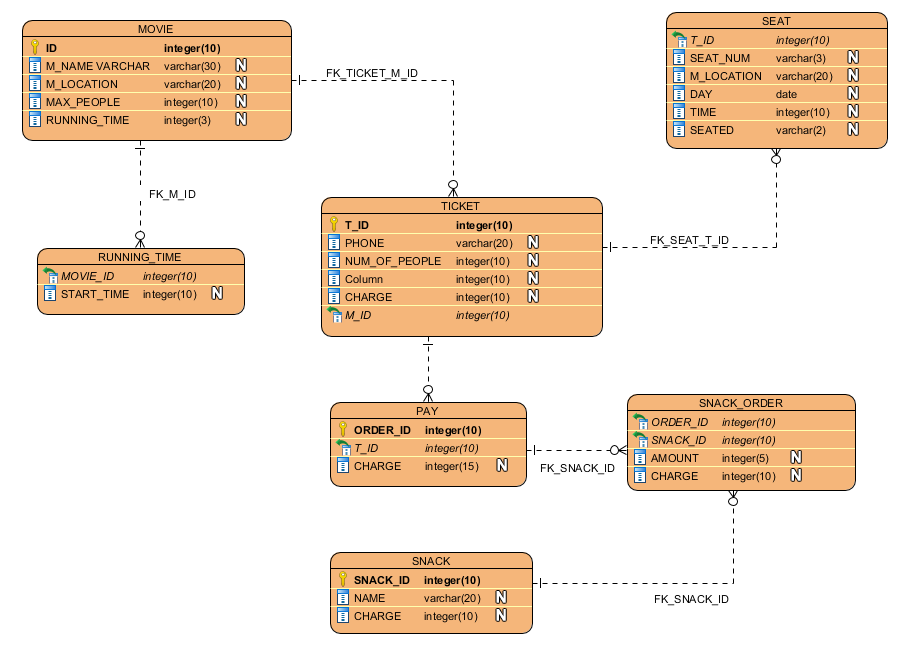 MOVIE
ID integer(10)
M_NAME VARCHAR varchar(30) N
M_LOCATION varchar(20) N
MAX_PEOPLE integer(10) N
RUNNING_TIME integer(3) N
SEAT
T_ID integer(10)
SEAT_NUM varchar(3) N
M_LOCATION varchar(20) N
DAY date N
TIME integer(10) N
SEATED varchar(2) N
FK_TICKET_M_ID
FK_M_ID
TICKET
T_ID integer(10)
PHONE varchar(20) N
NUM_OF_PEOPLE integer(10) N
Column integer(10) N
CHARGE integer(10) N
M_ID integer(10)
FK_SEAT_T_ID
RUNNING_TIME
MOVIE_ID integer(10)
START_TIME integer(10) N
PAY
ORDER_ID integer(10)
T_ID integer(10)
CHARGE integer(15) N
FK_SNACK_ID
SNACK_ORDER
ORDER_ID integer(10)
SNACK_ID integer(10)
AMOUNT integer(5) N
CHARGE integer(10) N
SNACK
SNACK_ID integer(10)
NAME varchar(20) N
CHARGE integer(10) N
FK_SNACK_ID